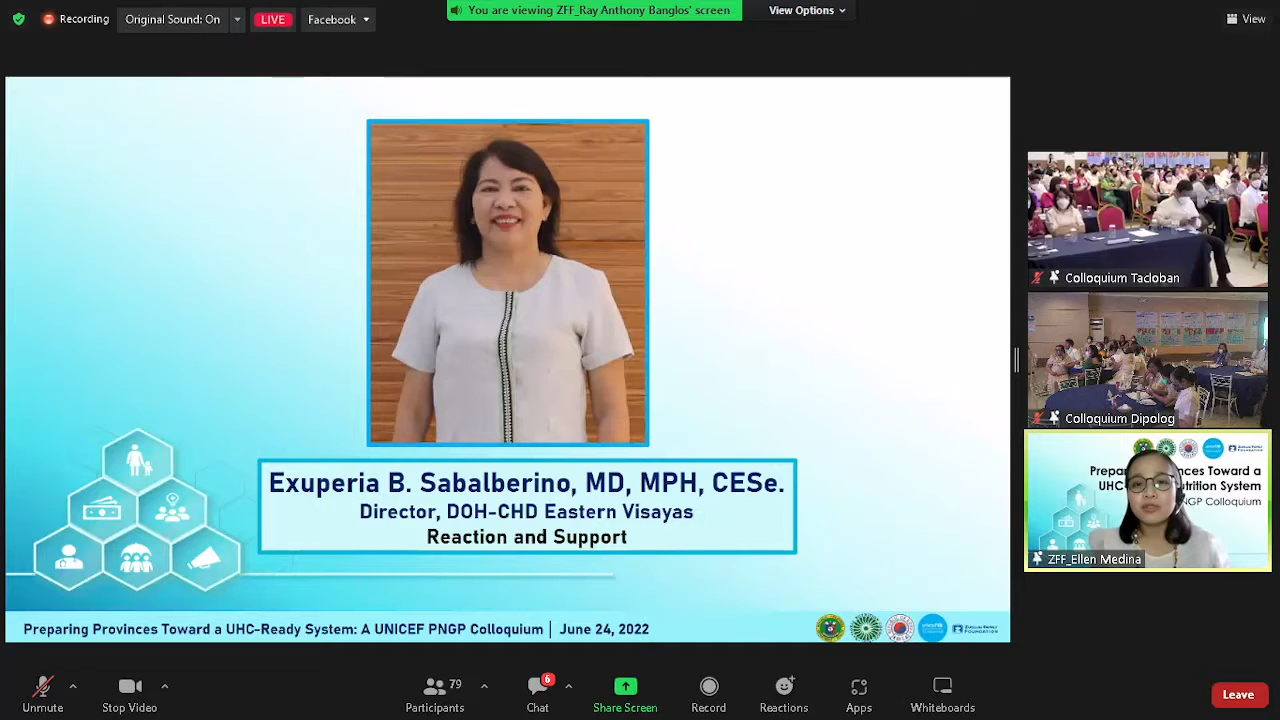 Recording
Original Sound: On
LIVE
Facebook
You are viewing ZFF_Ray Anthony Banglos' screen
View Options
View
Exuperia B. Sabalberino, MD, MPH, CESe.
Director, DOH-CHD Eastern Visayas
Reaction and Support
Preparing Provinces Toward a UHC-Ready System: A UNICEF PNGP Colloquium | June 24, 2022
Colloquium Tacloban
Colloquium Dipolog
ZFF_Ellen Medina
Unmute
Stop Video
79
Participants
6
Chat
Share Screen
Record
Reactions
Apps
Whiteboards
Leave